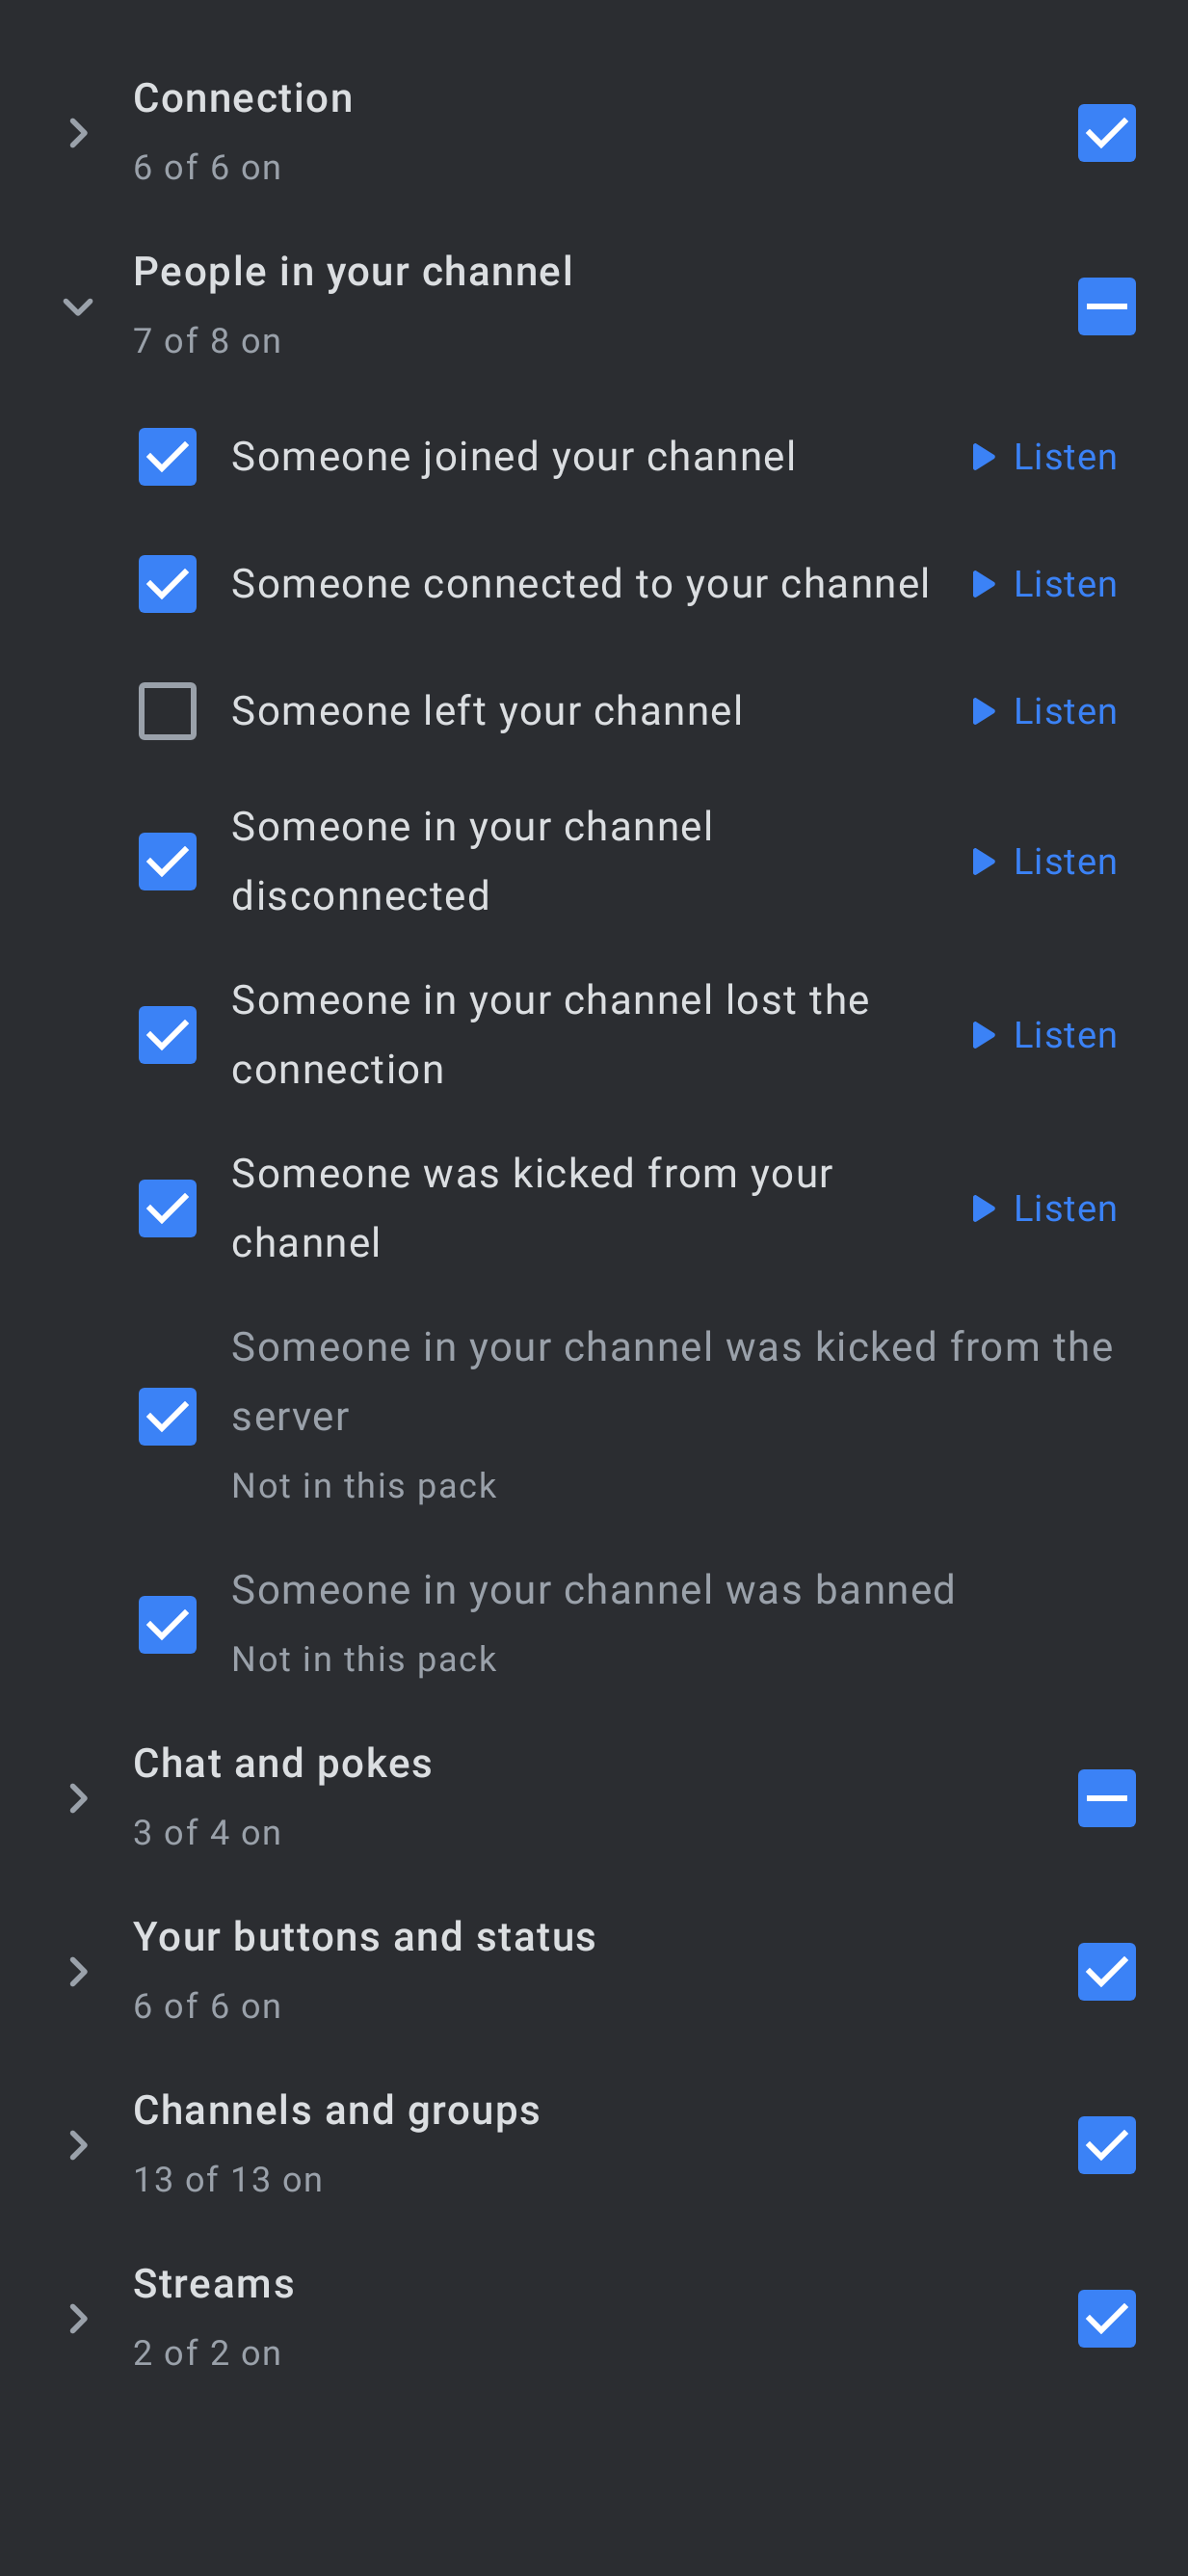 Connection
6 of 6 on
People in your channel
7 of 8 on
Someone joined your channel
Listen
Someone connected to your channel
Listen
Someone left your channel
Listen
Someone in your channel
disconnected
Listen
Someone in your channel lost the
connection
Listen
Someone was kicked from your
channel
Listen
Someone in your channel was kicked from the
server
Not in this pack
Someone in your channel was banned
Not in this pack
Chat and pokes
3 of 4 on
Your buttons and status
6 of 6 on
Channels and groups
13 of 13 on
Streams
2 of 2 on